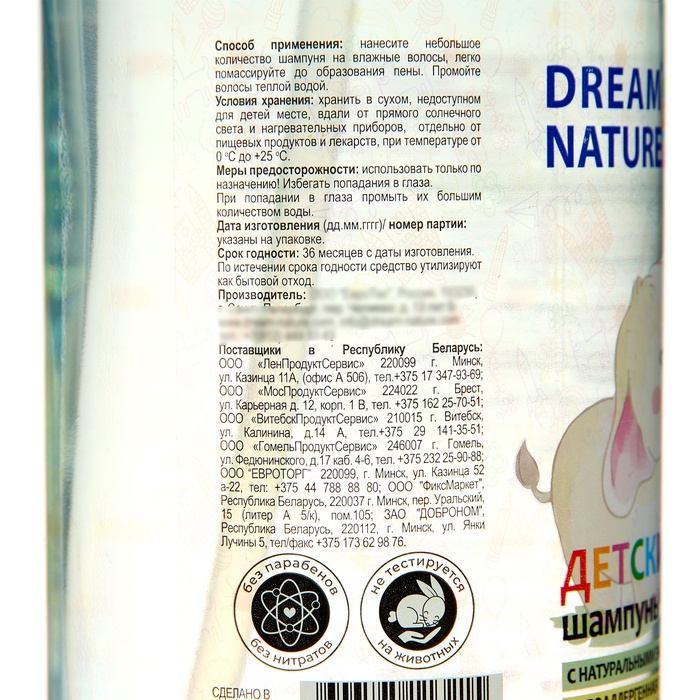 Способ применения: нанесите небольшое
количество шампуня на влажные волосы, легко
помассируйте до образования пены. Промойте
волосы теплой водой.
Условия хранения: хранить в сухом, недоступном
для детей месте, вдали от прямого солнечного
света и нагревательных приборов, отдельно от
пищевых продуктов и лекарств, при температуре от
0 °С до +25 °С.
Меры предосторожности: использовать только по
назначению! Избегать попадания в глаза.
При попадании в глаза промыть их большим
количеством воды.
Дата изготовления (дд.мм.гггг)/ номер партии:
указаны на упаковке.
Срок годности: 36 месяцев с даты изготовления.
По истечении срока годности средство утилизируют
как бытовой отход.
Производитель:
Поставщики в Республику Беларусь:
ООО «ЛенПродуктСервис» 220099 г. Минск,
ул. Казинца 11А, (офис А 506), тел.+375 17 347-93-69;
ООО «МосПродуктСервис» 224022 г. Брест,
ул. Карьерная д. 12, корп. 1 В, тел. +375 162 25-70-51;
ООО «ВитебскПродуктСервис» 210015 г. Витебск,
ул. Калинина, д.14 А, тел.+375 29 141-35-51;
ООО «ГомельПродуктСервис» 246007 г. Гомель,
ул. Федюнинского, д.17 каб. 4-6, тел.+375 232 25-90-88;
ООО "ЕВРОТОРГ" 220099, г. Минск, ул. Казинца 52
а-22, тел: +375 44 788 88 80; ООО "ФиксМаркет",
Республика Беларусь, 220037 г. Минск, пер. Уральский,
15 (литер А 5/к), пом.105; ЗАО "ДОБРОНОМ",
Республика Беларусь, 220112, г. Минск, ул. Янки
Лучины 5, тел/факс +375 173 62 98 76.
без парабенов
без нитратов
не тестируется
на животных
СДЕЛАНО В
DREAM
NATURE
ДЕТСКИ
шампунь
С НАТУРАЛЬНЫМ